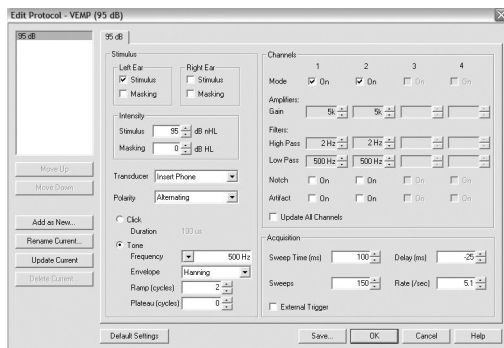 Edit Protocol - VEMP (95 dB)
95 dB
Move Up
Move Down
Add as New...
Rename Current...
Update Current
Delete Current...
95 dB
Stimulus
Left Ear
Stimulus
Masking
Right Ear
Stimulus
Masking
Intensity
Stimulus 95 dB nHL
Masking 0 dB HL
Transducer Insert Phone
Polarity Alternating
Click
Duration 100 us
Tone
Frequency 500 Hz
Envelope Hanning
Ramp (cycles) 2
Plateau (cycles) 0
Channels
1 2 3 4
Mode On On On On
Amplifiers:
Gain 5k 5k
Filters:
High Pass 2 Hz 2 Hz
Low Pass 500 Hz 500 Hz
Notch On On On On
Artifact On On On On
Update All Channels
Acquisition
Sweep Time (ms) 100 Delay (ms) -25
Sweeps 150 Rate (/sec) 5.1
External Trigger
Default Settings Save... OK Cancel Help